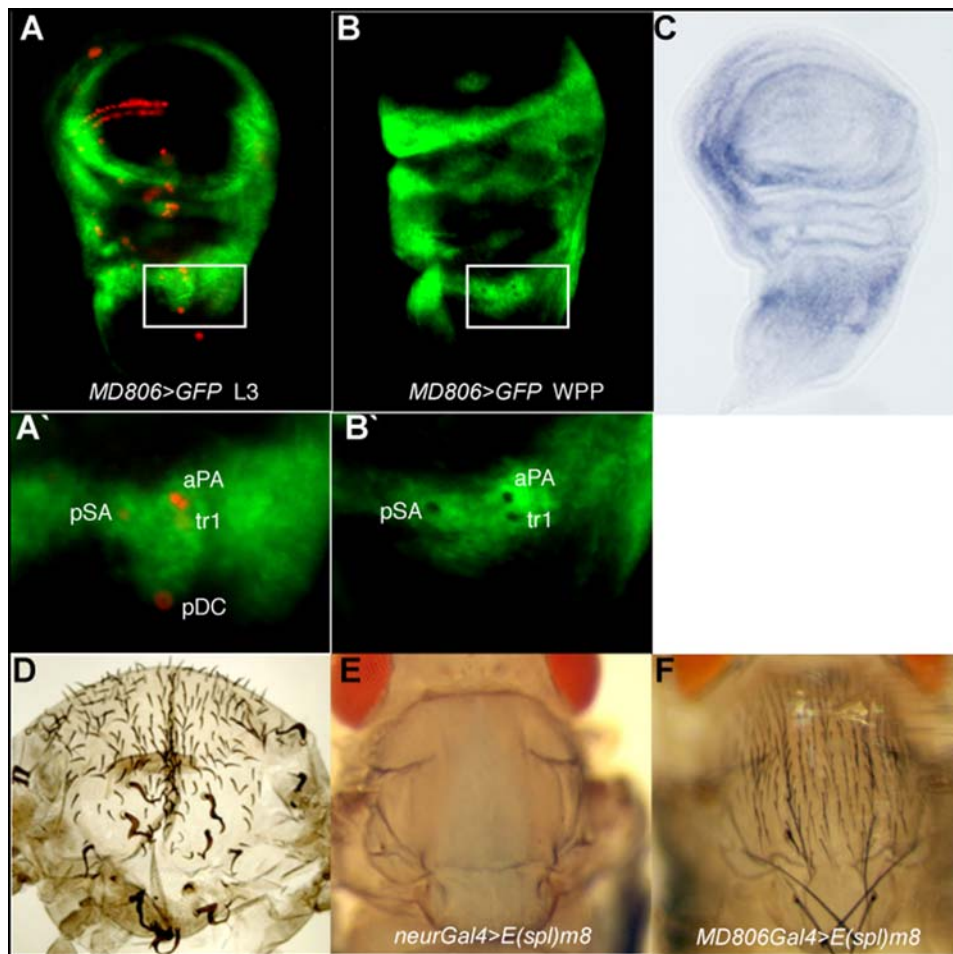 A
B
C
MD806>GFP L3
MD806>GFP WPP
A`
B`
aPA
pSA
tr1
pDC
aPA
pSA
tr1
D
E
F
neurGal4>E(spl)m8
MD806Gal4>E(spl)m8